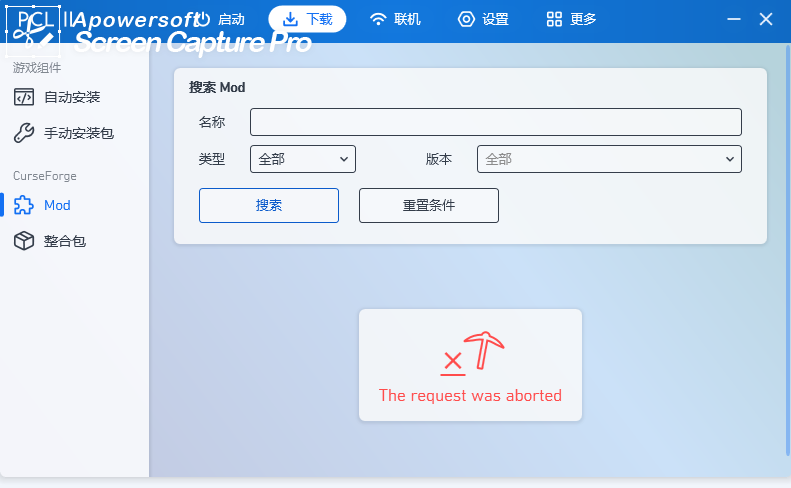 PCL II 启动 下载 联机 设置 更多
Apowersoft
Screen Capture Pro
游戏组件
自动安装
手动安装包
CurseForge
Mod
整合包
搜索 Mod
名称
类型 全部 版本 全部
搜索 重置条件
The request was aborted